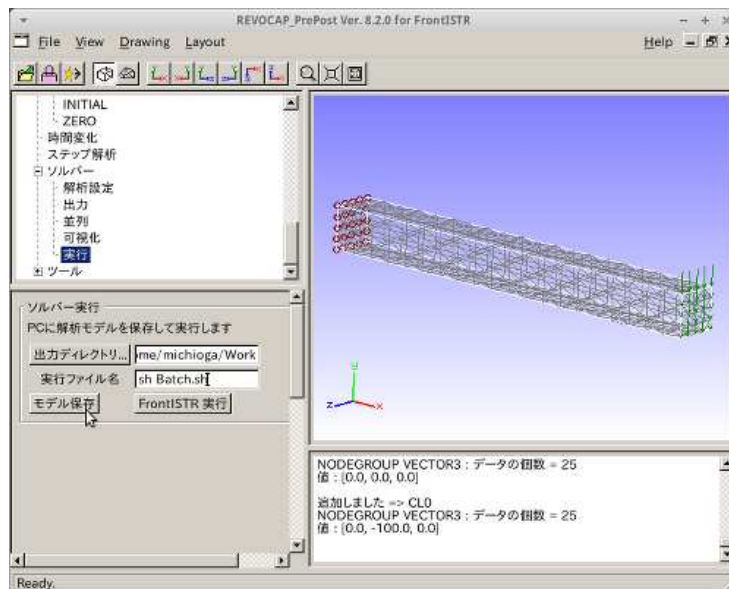 REVOCAP_PrePost Ver. 8.2.0 for FrontISTR
File View Drawing Layout Help
INITIAL
ZERO
時間変化
ステップ解析
ソルバー
解析設定
出力
並列
可視化
実行
ツール
ソルバー実行
PCに解析モデルを保存して実行します
出力ディレクトリ... ome/michioga/Work
実行ファイル名 sh Batch.sh
モデル保存 FrontISTR 実行
y
z x
NODEGROUP VECTOR3 : データの個数 = 25
値 : [0.0, 0.0, 0.0]
追加しました => CL0
NODEGROUP VECTOR3 : データの個数 = 25
値 : [0.0, -100.0, 0.0]
Ready.